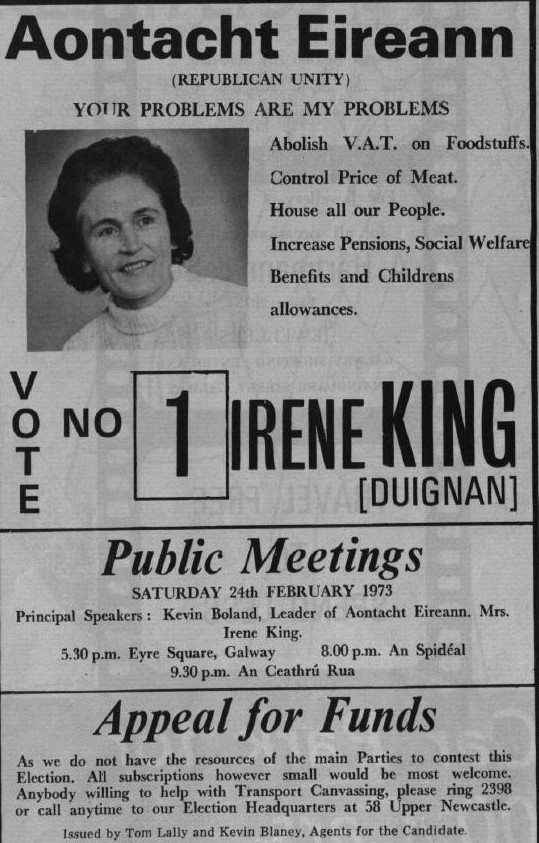 Aontacht Eireann
(REPUBLICAN UNITY)
YOUR PROBLEMS ARE MY PROBLEMS
Abolish V.A.T. on Foodstuffs.
Control Price of Meat.
House all our People.
Increase Pensions, Social Welfare
Benefits and Childrens
allowances.
VOTE NO 1 IRENE KING
[DUIGNAN]
Public Meetings
SATURDAY 24th FEBRUARY 1973
Principal Speakers : Kevin Boland, Leader of Aontacht Eireann. Mrs.
Irene King.
5.30 p.m. Eyre Square, Galway 8.00 p.m. An Spidéal
9.30 p.m. An Ceathrú Rua
Appeal for Funds
As we do not have the resources of the main Parties to contest this
Election. All subscriptions however small would be most welcome.
Anybody willing to help with Transport Canvassing, please ring 2398
or call anytime to our Election Headquarters at 58 Upper Newcastle.
Issued by Tom Lally and Kevin Blaney, Agents for the Candidate.